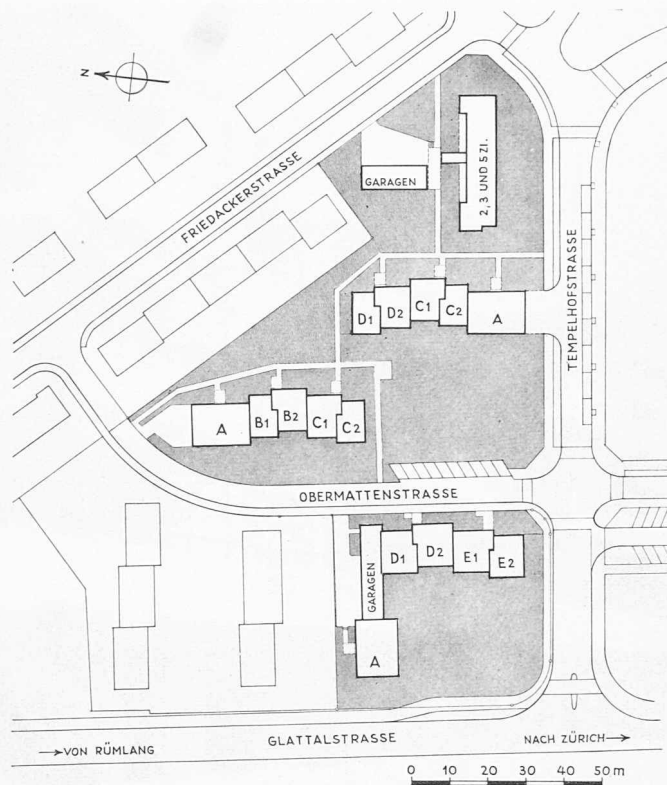 N
FRIEDACKERSTRASSE
GARAGEN
2, 3 UND 5 ZI.
TEMPELHOFSTRASSE
D1 D2 C1 C2 A
A B1 B2 C1 C2
OBERMATTENSTRASSE
GARAGEN
D1 D2 E1 E2
A
→VON RÜMLANG
GLATTALSTRASSE
NACH ZÜRICH→
0 10 20 30 40 50 m